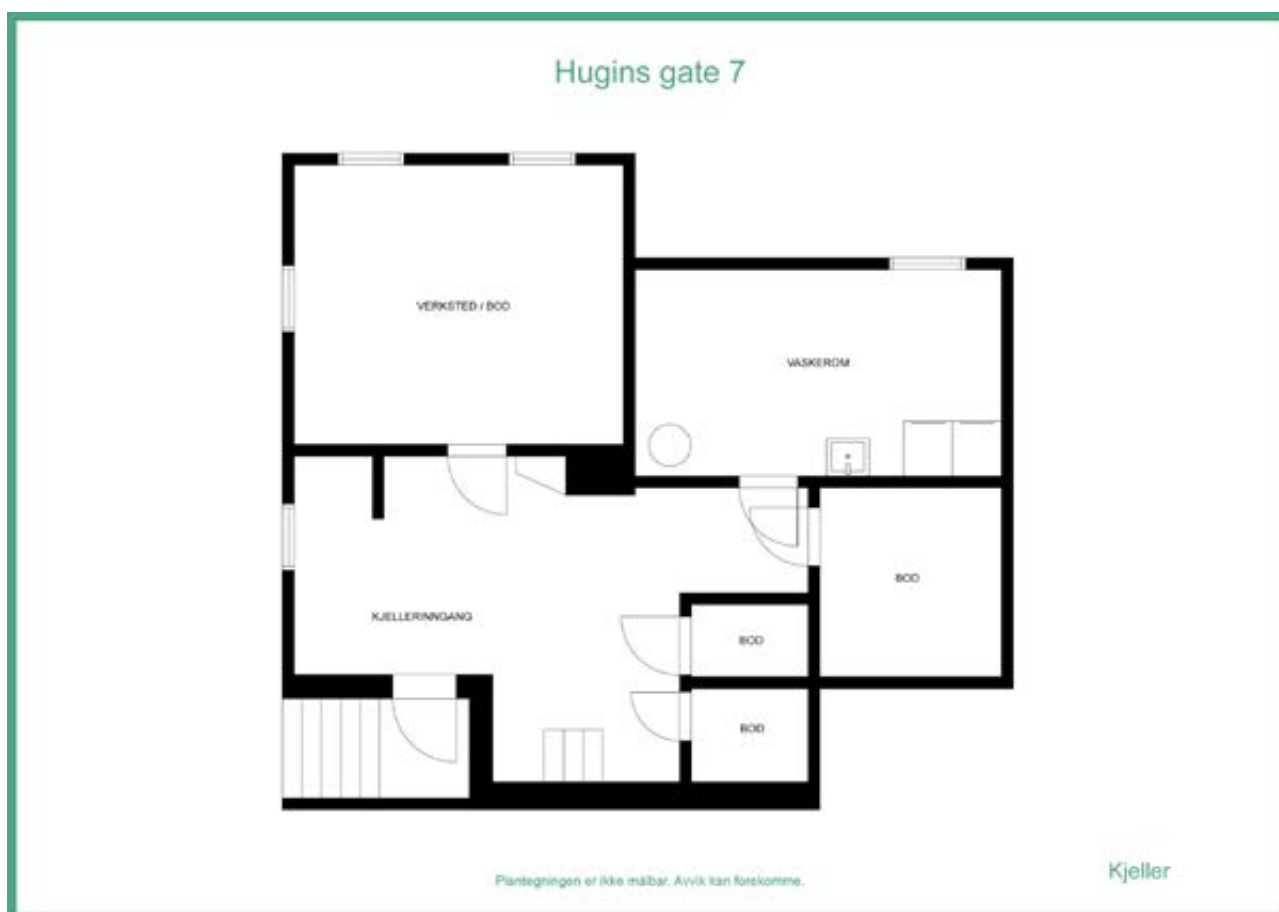 Hugins gate 7
VERKSTED / BOD
VASKEROM
BOD
KJELLERINNGANG
BOD
BOD
Plantegningen er ikke målbar. Avvik kan forekomme.
Kjeller